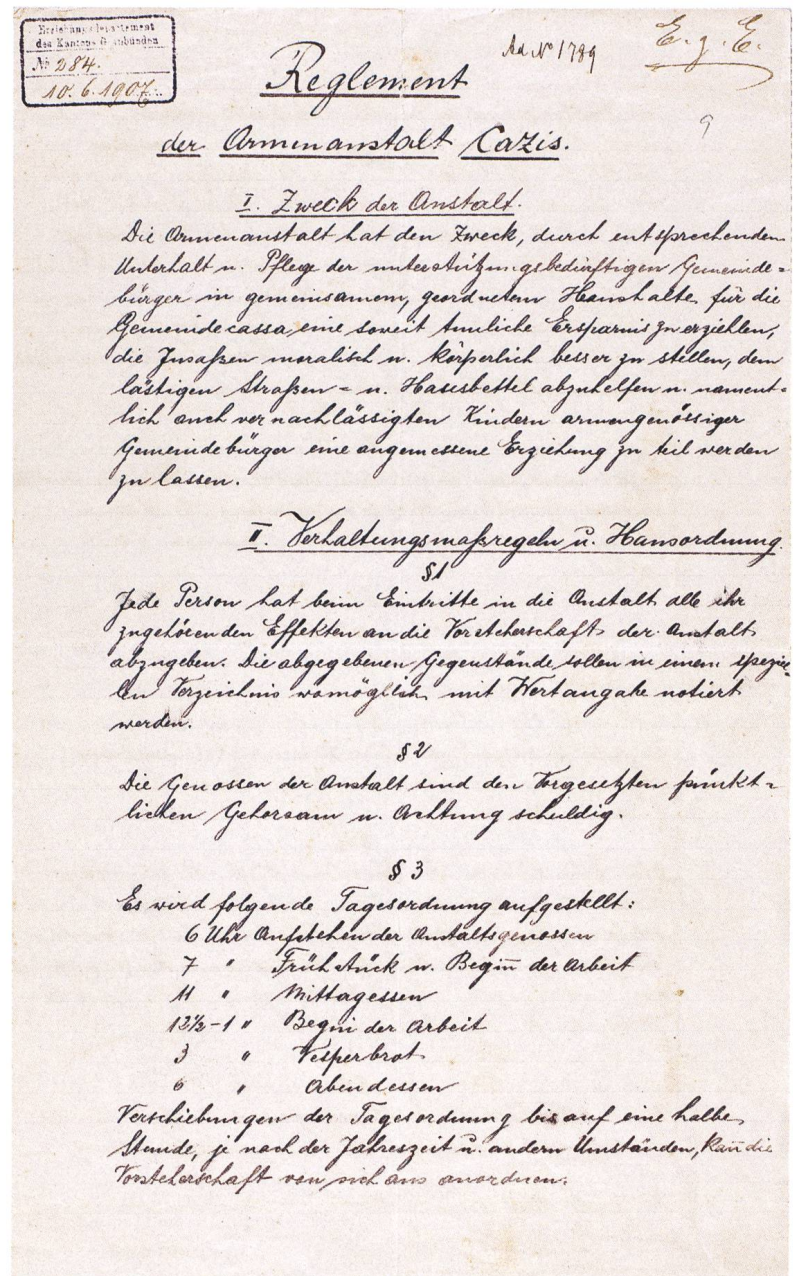 Erziehungsdepartement
des Kantons Graubünden
№ 284.
10. 6. 1907.
Ad. № 1789
E. z. E.
9
Reglement
der Armenanstalt Cazis.
I. Zweck der Anstalt.
Die Armenanstalt hat den Zweck, durch entsprechenden
Unterhalt u. Pflege der unterstützungsbedürftigen Gemeinde=
bürger in gemeinsamem, geordnetem Haushalte für die
Gemeindecassa eine soweit tunliche Ersparnis zu erziehlen,
die Insaßen moralisch u. körperlich besser zu stellen, dem
lästigen Straßen= u. Hausbettel abzuhelfen u. nament=
lich auch vernachlässigten Kindern armengenössiger
Gemeindebürger eine angemessene Erziehung zu teil werden
zu lassen.
II. Verhaltungsmaßregeln u. Hausordnung.
§1
Jede Person hat beim Eintritte in die Anstalt alle ihr
zugehörenden Effekten an die Vorsteherschaft der Anstalt
abzugeben. Die abgegebenen Gegenstände sollen in einem speziel=
len Verzeichnis womöglich mit Wertangabe notiert
werden.
§2
Die Genossen der Anstalt sind den Vorgesetzten pünkt=
lichen Gehorsam u. Achtung schuldig.
§ 3
Es wird folgende Tagesordnung aufgestellt:
6 Uhr Aufstehen der Anstaltsgenossen
7 " Frühstück u. Begin̅ der Arbeit
11 " Mittagessen
12½-1 " Begin̅ der Arbeit
3 " Vesperbrot
6 " Abendessen
Verschiebungen der Tagesordnung bis auf eine halbe
Stunde, je nach der Jahreszeit u. andern Umständen, kan̅ die
Vorsteherschaft von sich aus anordnen.